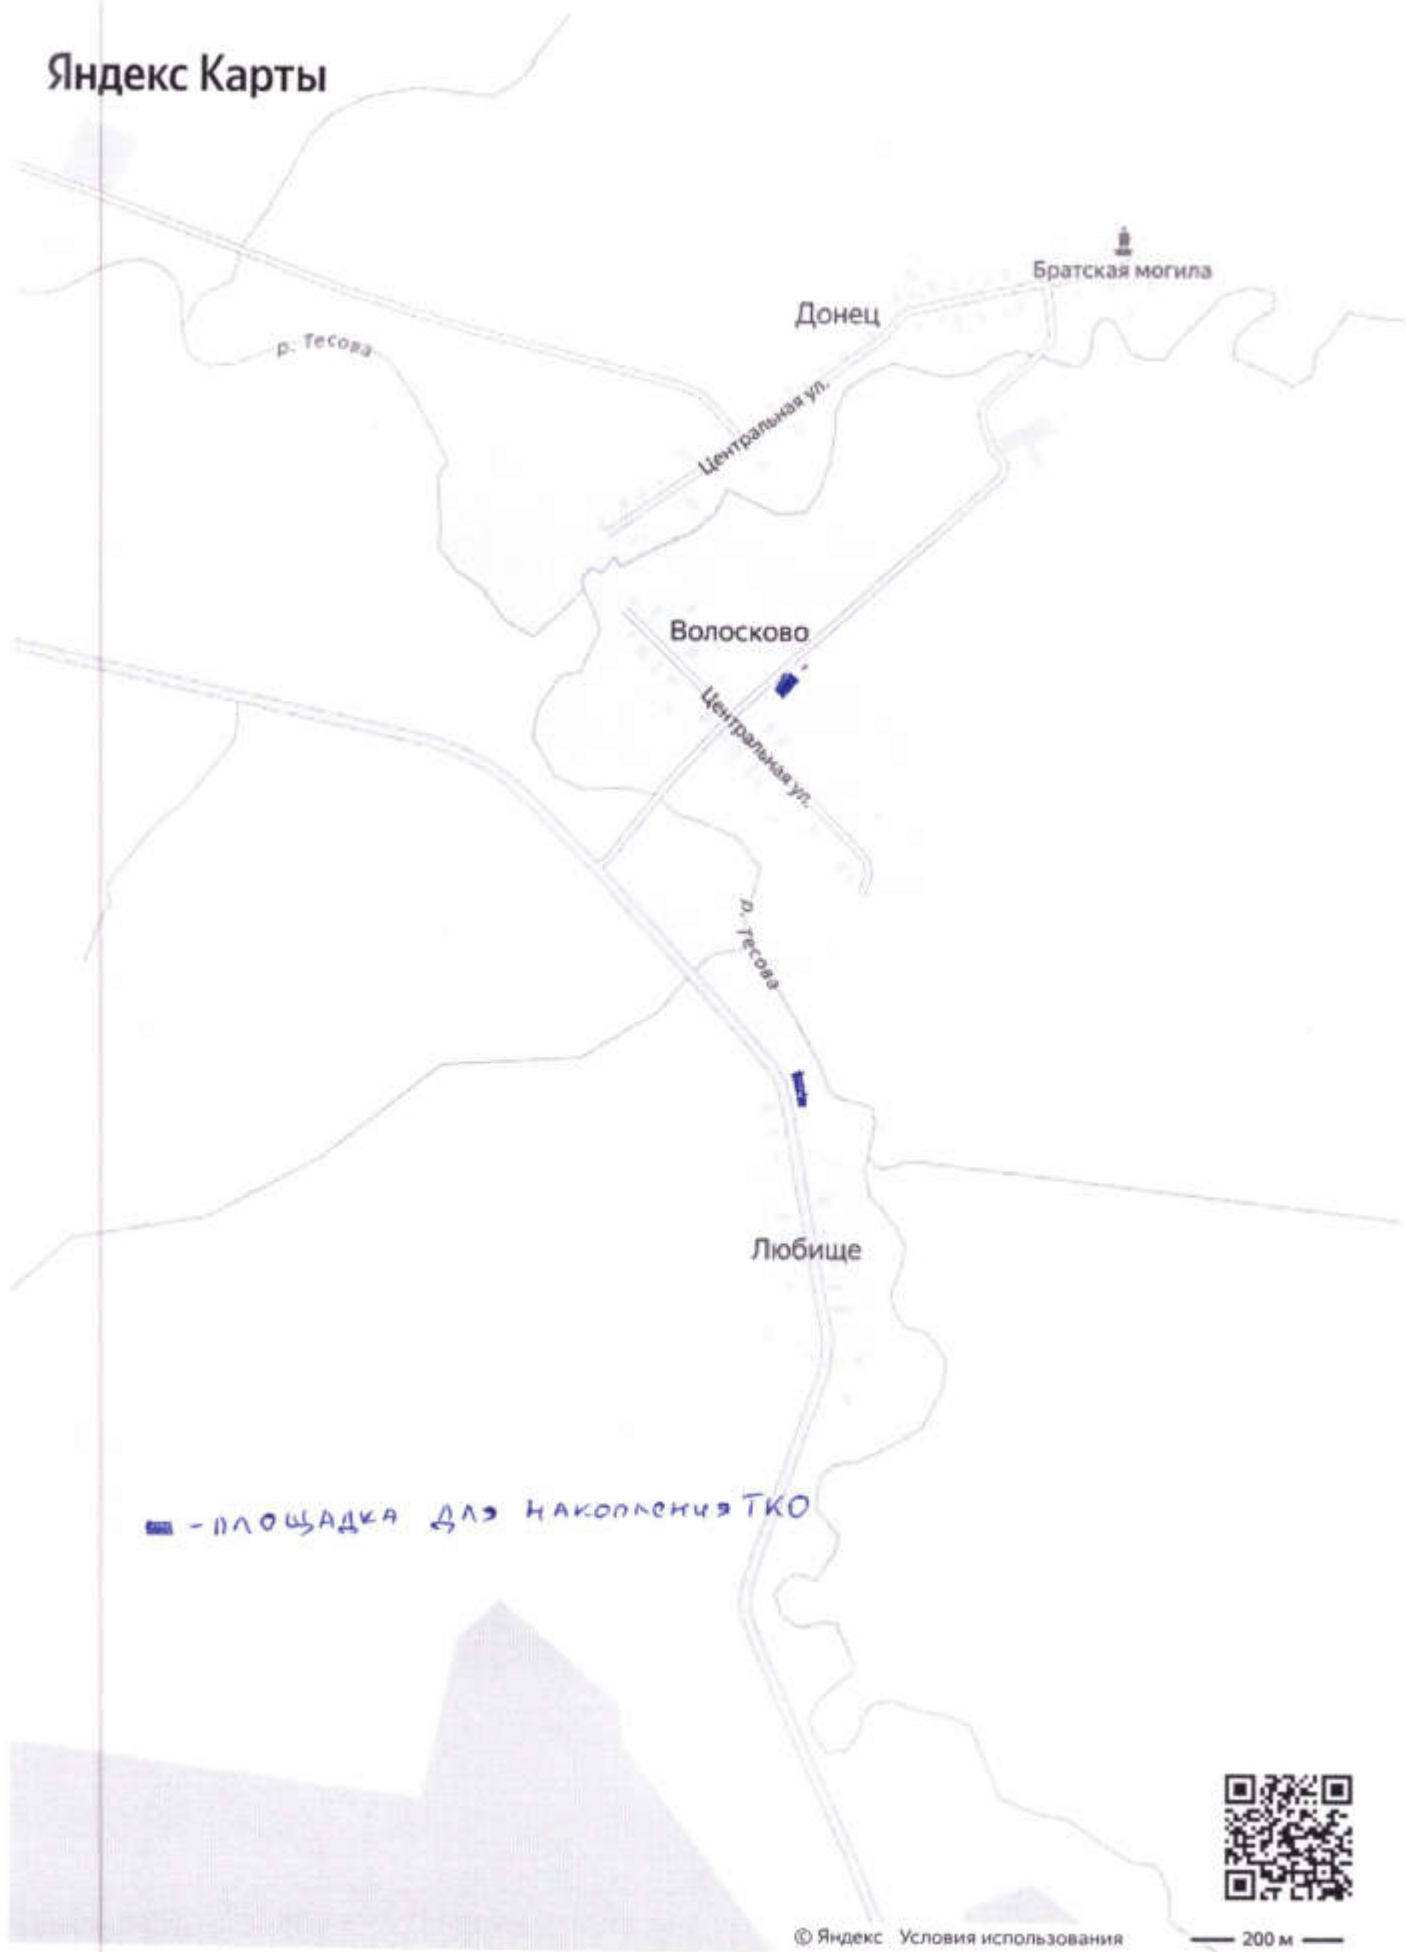 Яндекс Карты
Братская могила
Донец
р. Тесова
Центральная ул.
Волосково
Центральная ул.
р. Тесова
Любище
- площадка для накопления ТКО
© Яндекс Условия использования
200 м